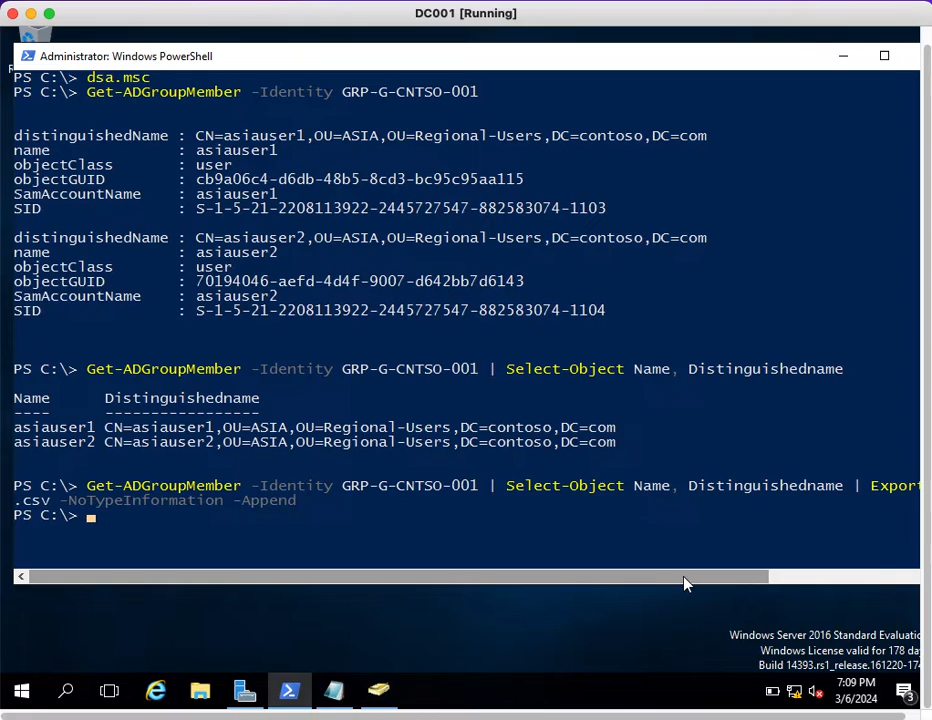 DC001 [Running]
Administrator: Windows PowerShell
PS C:\> dsa.msc
PS C:\> Get-ADGroupMember -Identity GRP-G-CNTSO-001
distinguishedName : CN=asiauser1,OU=ASIA,OU=Regional-Users,DC=contoso,DC=com
name : asiauser1
objectClass : user
objectGUID : cb9a06c4-d6db-48b5-8cd3-bc95c95aa115
SamAccountName : asiauser1
SID : S-1-5-21-2208113922-2445727547-882583074-1103
distinguishedName : CN=asiauser2,OU=ASIA,OU=Regional-Users,DC=contoso,DC=com
name : asiauser2
objectClass : user
objectGUID : 70194046-aefd-4d4f-9007-d642bb7d6143
SamAccountName : asiauser2
SID : S-1-5-21-2208113922-2445727547-882583074-1104
PS C:\> Get-ADGroupMember -Identity GRP-G-CNTSO-001 | Select-Object Name, Distinguishedname
Name Distinguishedname
---- -----------------
asiauser1 CN=asiauser1,OU=ASIA,OU=Regional-Users,DC=contoso,DC=com
asiauser2 CN=asiauser2,OU=ASIA,OU=Regional-Users,DC=contoso,DC=com
PS C:\> Get-ADGroupMember -Identity GRP-G-CNTSO-001 | Select-Object Name, Distinguishedname | Export
.csv -NoTypeInformation -Append
PS C:\>
Windows Server 2016 Standard Evaluatio
Windows License valid for 178 da
Build 14393.rs1_release.161220-174
7:09 PM
3/6/2024
3